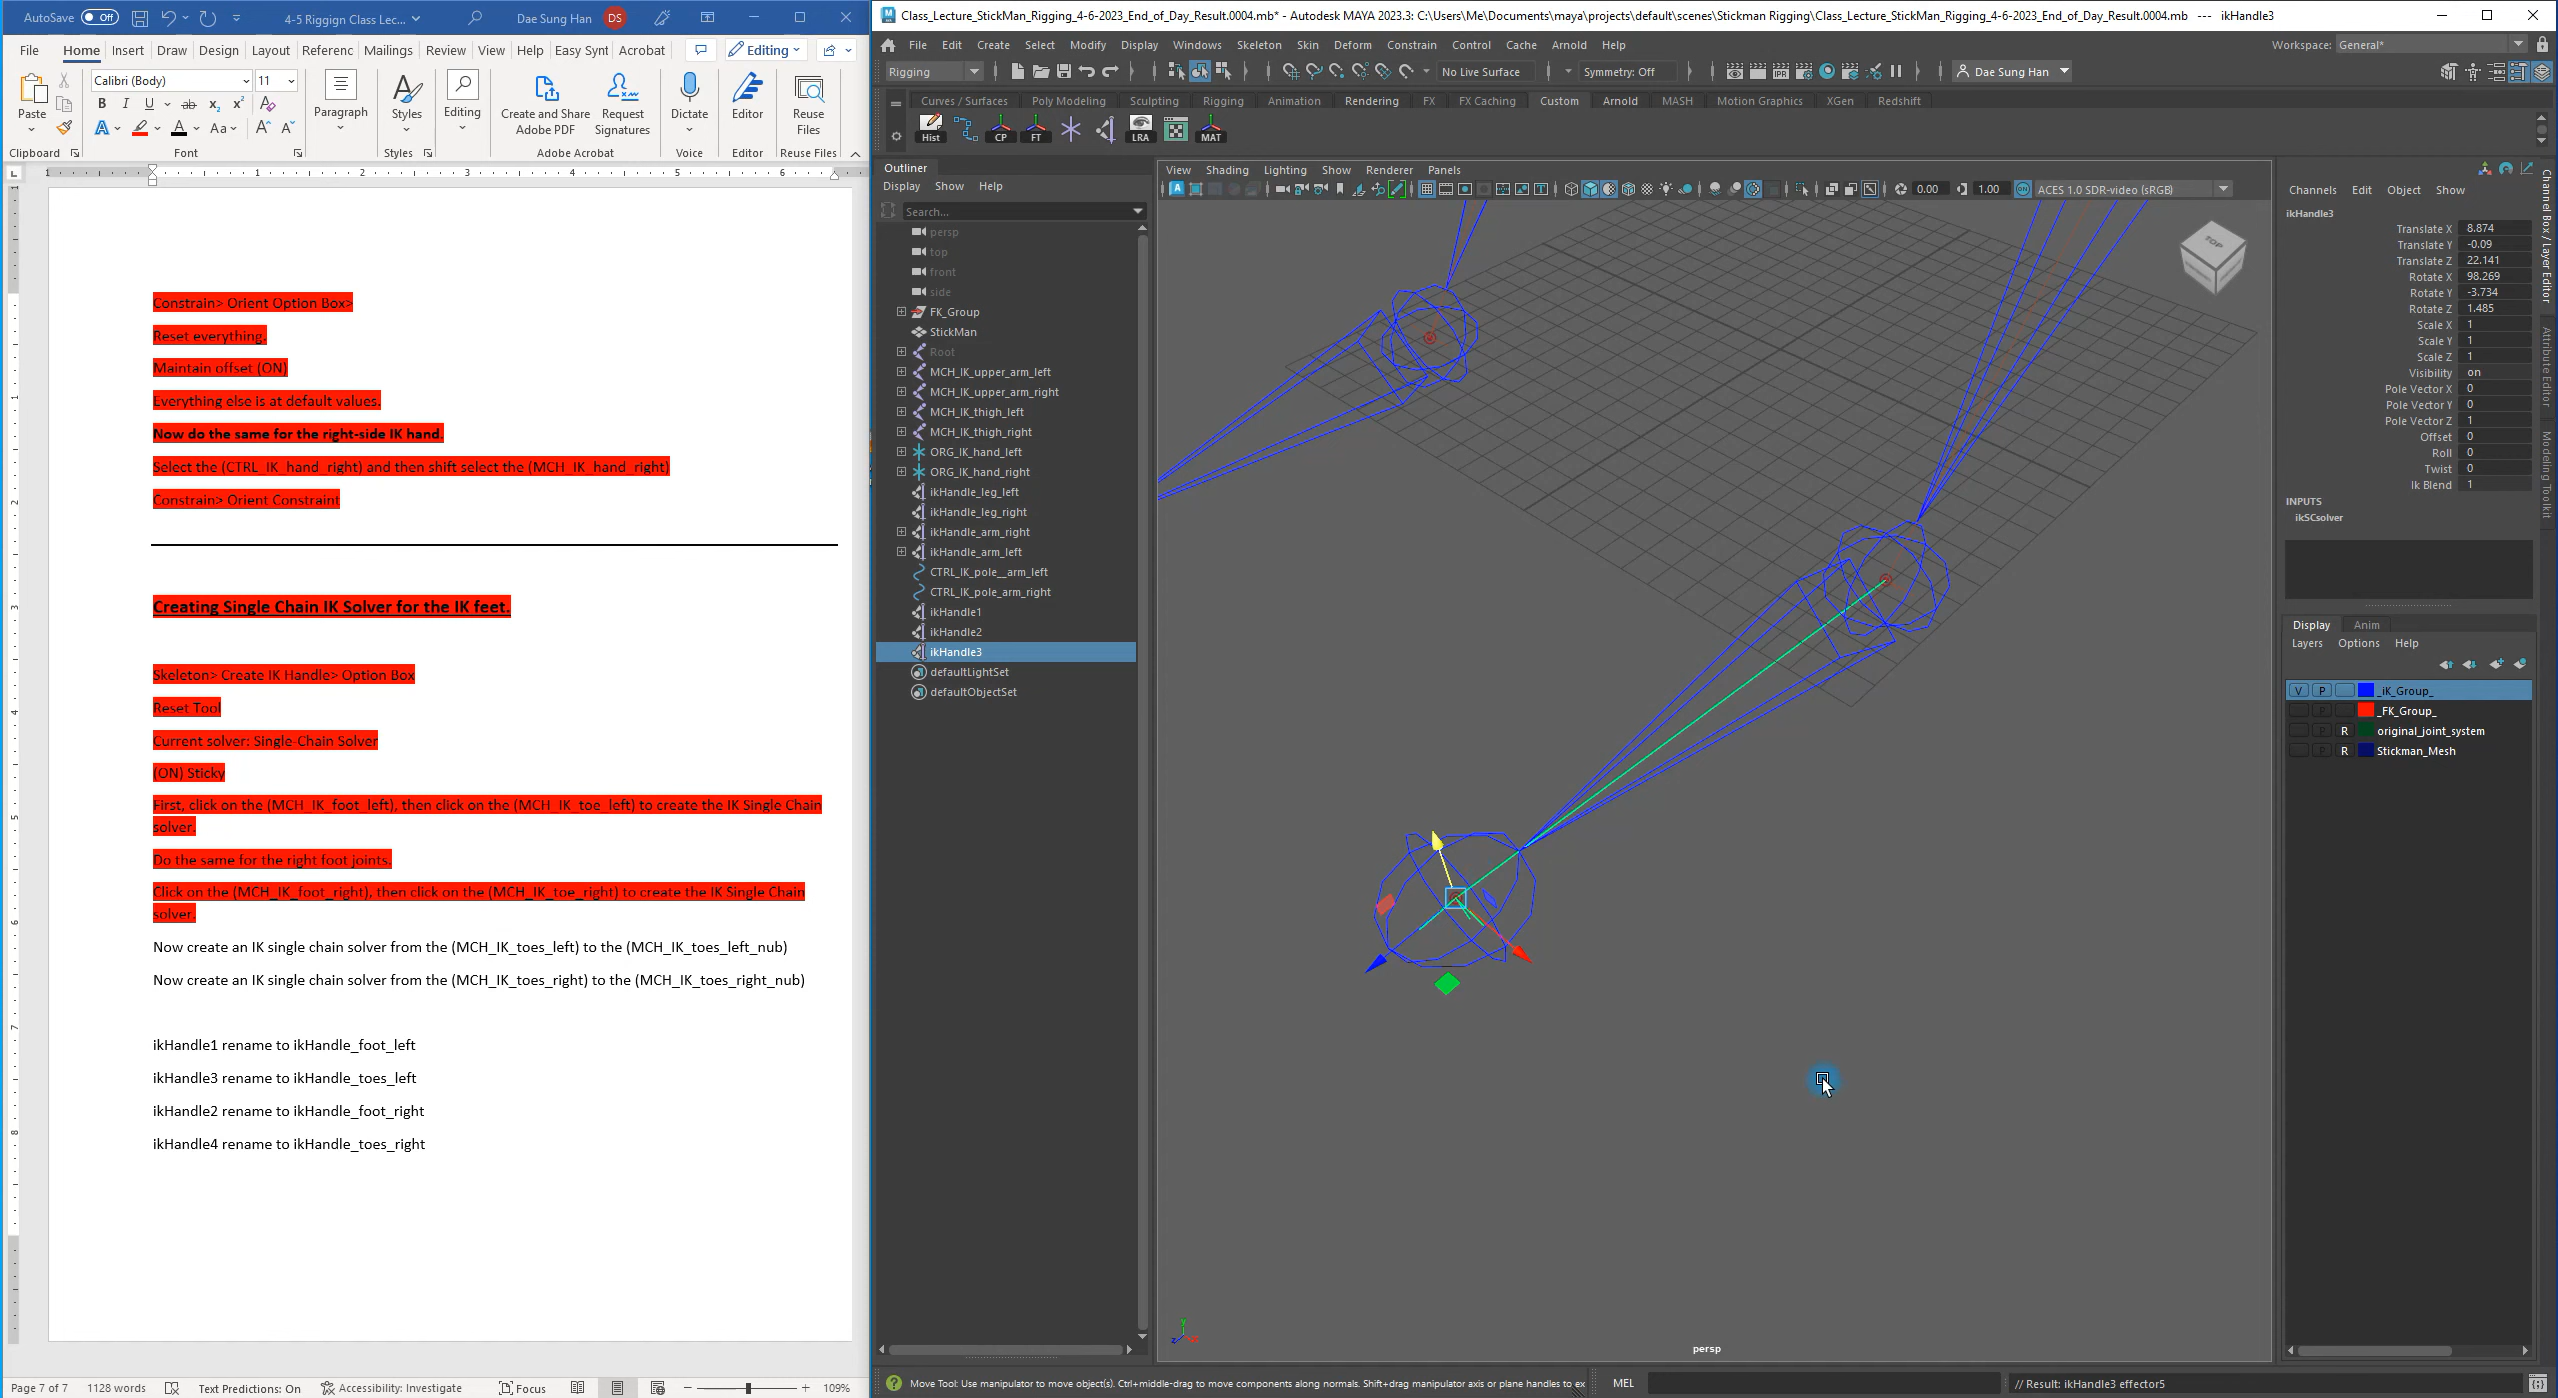 AutoSave Off 4-5 Riggign Class Lec... Dae Sung Han DS
File Home Insert Draw Design Layout Referenc Mailings Review View Help Easy Synt Acrobat Editing
Calibri (Body) 11
Paste Paragraph Styles Editing Create and Share Adobe PDF Request Signatures Dictate Editor Reuse Files
Clipboard Font Styles Adobe Acrobat Voice Editor Reuse Files
Constrain> Orient Option Box>
Reset everything.
Maintain offset (ON)
Everything else is at default values.
Now do the same for the right-side IK hand.
Select the (CTRL_IK_hand_right) and then shift select the (MCH_IK_hand_right)
Constrain> Orient Constraint
Creating Single Chain IK Solver for the IK feet.
Skeleton> Create IK Handle> Option Box
Reset Tool
Current solver: Single-Chain Solver
(ON) Sticky
First, click on the (MCH_IK_foot_left), then click on the (MCH_IK_toe_left) to create the IK Single Chain
solver.
Do the same for the right foot joints.
Click on the (MCH_IK_foot_right), then click on the (MCH_IK_toe_right) to create the IK Single Chain
solver.
Now create an IK single chain solver from the (MCH_IK_toes_left) to the (MCH_IK_toes_left_nub)
Now create an IK single chain solver from the (MCH_IK_toes_right) to the (MCH_IK_toes_right_nub)
ikHandle1 rename to ikHandle_foot_left
ikHandle3 rename to ikHandle_toes_left
ikHandle2 rename to ikHandle_foot_right
ikHandle4 rename to ikHandle_toes_right
Page 7 of 7 1128 words Text Predictions: On Accessibility: Investigate Focus 109%
Class_Lecture_StickMan_Rigging_4-6-2023_End_of_Day_Result.0004.mb* - Autodesk MAYA 2023.3: C:\Users\Me\Documents\maya\projects\default\scenes\Stickman Rigging\Class_Lecture_StickMan_Rigging_4-6-2023_End_of_Day_Result.0004.mb --- ikHandle3
File Edit Create Select Modify Display Windows Skeleton Skin Deform Constrain Control Cache Arnold Help Workspace: General*
Rigging No Live Surface Symmetry: Off Dae Sung Han
Curves / Surfaces Poly Modeling Sculpting Rigging Animation Rendering FX FX Caching Custom Arnold MASH Motion Graphics XGen Redshift
Hist CP FT LRA MAT
Outliner
Display Show Help
Search...
persp
top
front
side
FK_Group
StickMan
Root
MCH_IK_upper_arm_left
MCH_IK_upper_arm_right
MCH_IK_thigh_left
MCH_IK_thigh_right
ORG_IK_hand_left
ORG_IK_hand_right
ikHandle_leg_left
ikHandle_leg_right
ikHandle_arm_right
ikHandle_arm_left
CTRL_IK_pole__arm_left
CTRL_IK_pole_arm_right
ikHandle1
ikHandle2
ikHandle3
defaultLightSet
defaultObjectSet
View Shading Lighting Show Renderer Panels
0.00 1.00 ACES 1.0 SDR-video (sRGB)
TOP
persp
Channels Edit Object Show
ikHandle3
Translate X 8.874
Translate Y -0.09
Translate Z 22.141
Rotate X 98.269
Rotate Y -3.734
Rotate Z 1.485
Scale X 1
Scale Y 1
Scale Z 1
Visibility on
Pole Vector X 0
Pole Vector Y 0
Pole Vector Z 1
Offset 0
Roll 0
Twist 0
Ik Blend 1
INPUTS
ikSCsolver
Display Anim
Layers Options Help
V P _iK_Group_
P _FK_Group_
P R original_joint_system
P R Stickman_Mesh
Channel Box / Layer Editor
Attribute Editor
Modeling Toolkit
Move Tool: Use manipulator to move object(s). Ctrl+middle-drag to move components along normals. Shift+drag manipulator axis or plane handles to ex
MEL
// Result: ikHandle3 effector5